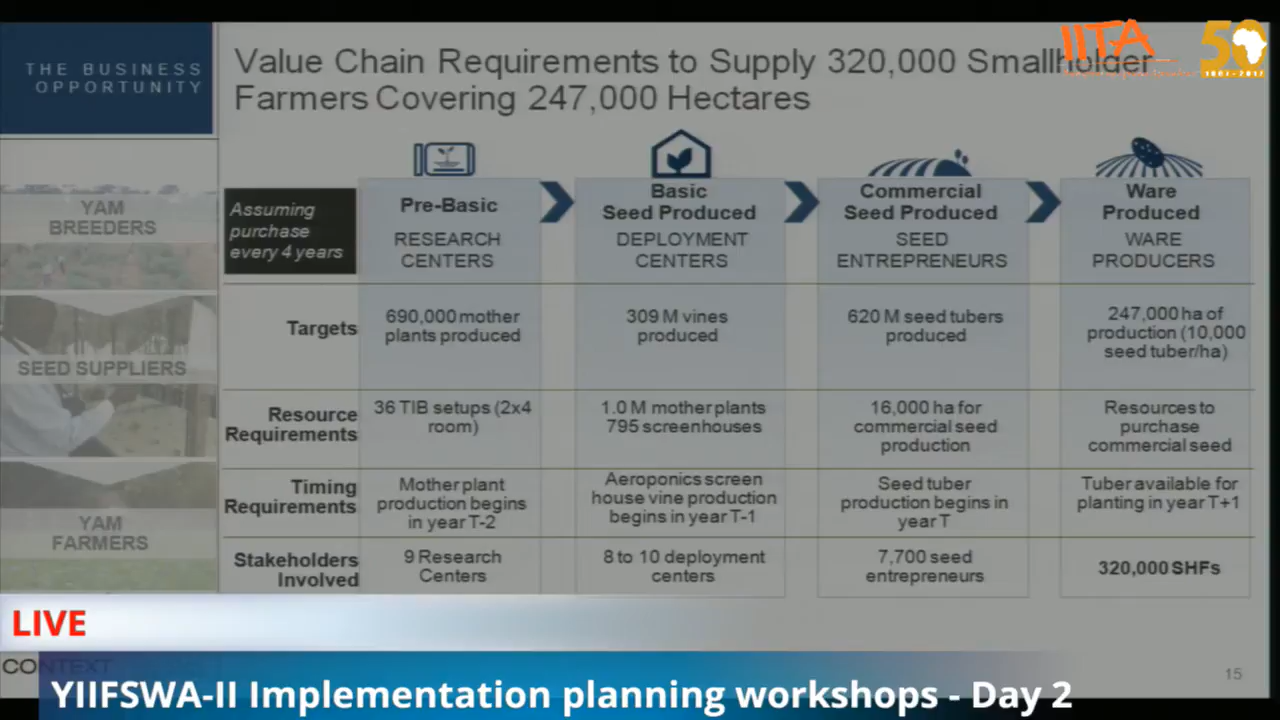 THE BUSINESS
OPPORTUNITY
Value Chain Requirements to Supply 320,000 Smallholder
Farmers Covering 247,000 Hectares
IITA
50
1967-2017
YAM
BREEDERS
SEED SUPPLIERS
YAM
FARMERS
Assuming
purchase
every 4 years
Pre-Basic
RESEARCH
CENTERS
Basic
Seed Produced
DEPLOYMENT
CENTERS
Commercial
Seed Produced
SEED
ENTREPRENEURS
Ware
Produced
WARE
PRODUCERS
Targets
690,000 mother
plants produced
309 M vines
produced
620 M seed tubers
produced
247,000 ha of
production (10,000
seed tuber/ha)
Resource
Requirements
36 TIB setups (2x4
room)
1.0 M mother plants
795 screenhouses
16,000 ha for
commercial seed
production
Resources to
purchase
commercial seed
Timing
Requirements
Mother plant
production begins
in year T-2
Aeroponics screen
house vine production
begins in year T-1
Seed tuber
production begins in
year T
Tuber available for
planting in year T+1
Stakeholders
Involved
9 Research
Centers
8 to 10 deployment
centers
7,700 seed
entrepreneurs
320,000 SHFs
LIVE
CONTEXT
15
YIIFSWA-II Implementation planning workshops - Day 2